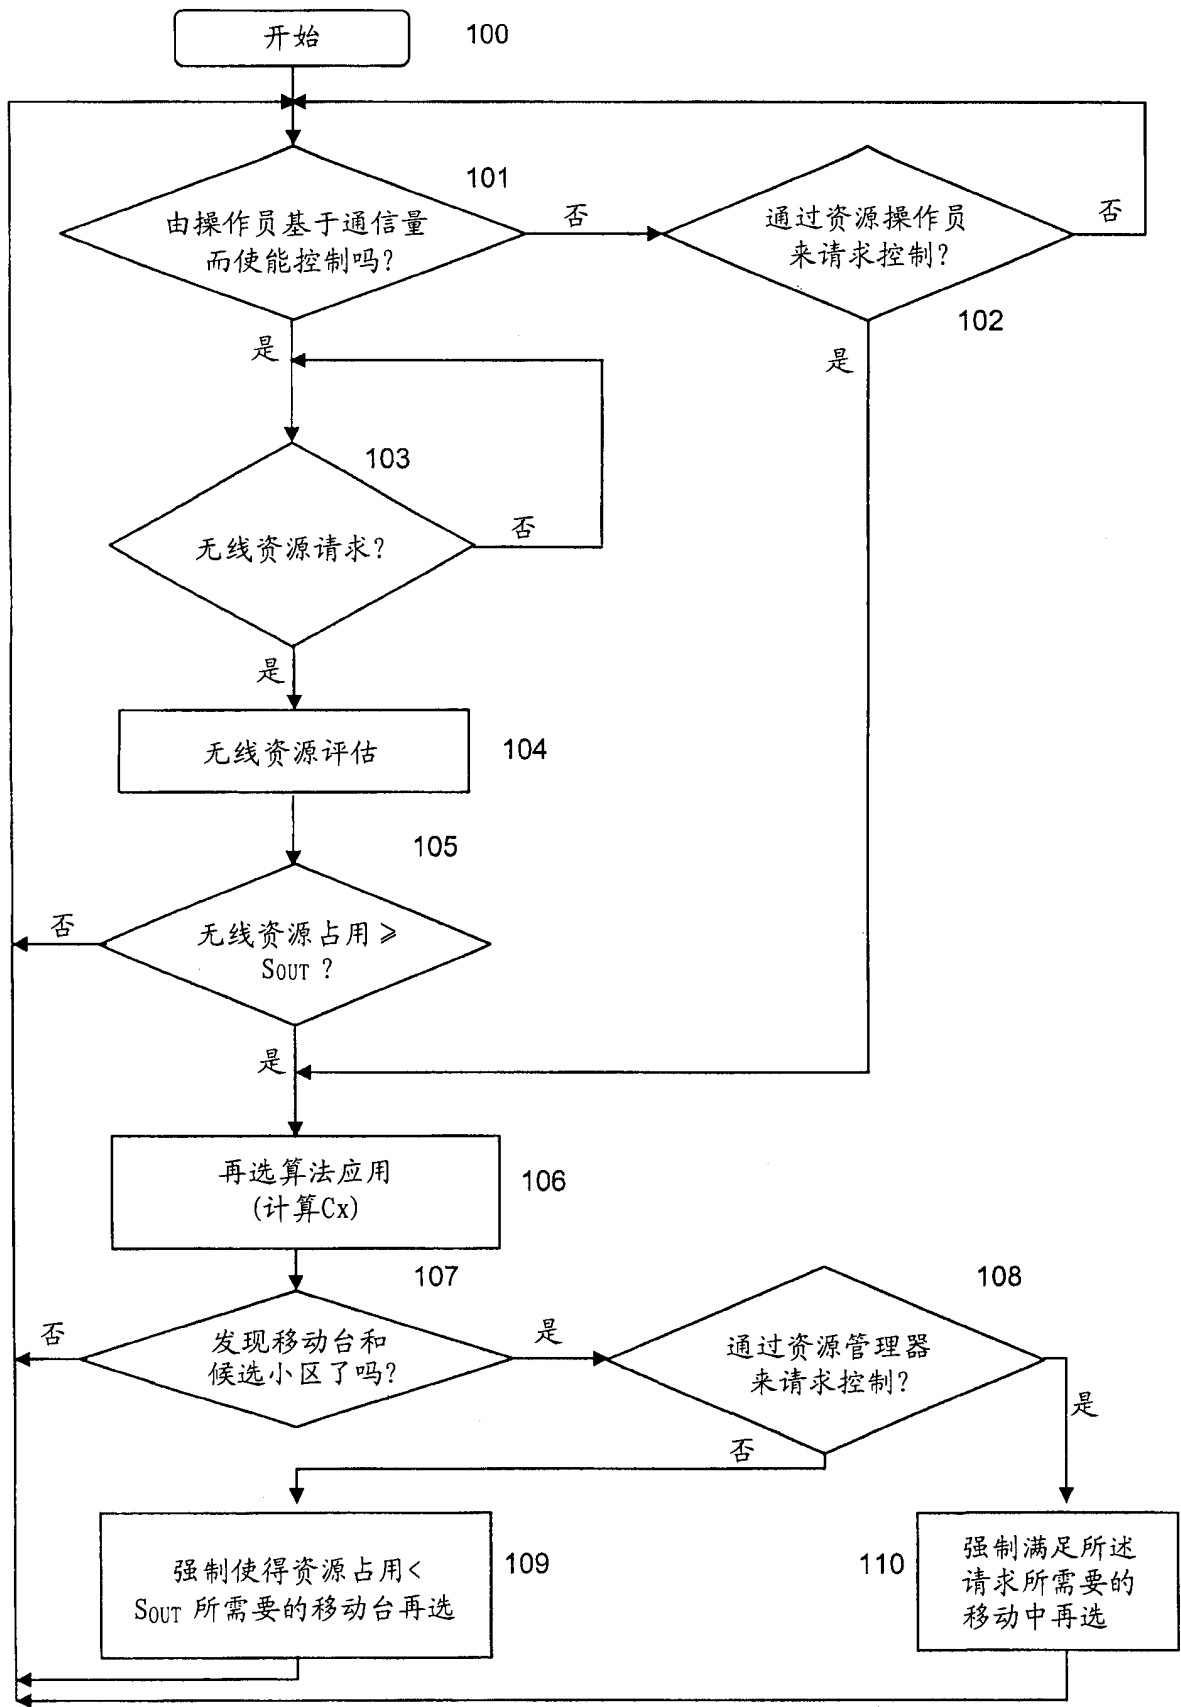 开始
100
101
由操作员基于通信量
而使能控制吗?
否
通过资源操作员
来请求控制?
否
102
是
是
103
无线资源请求?
否
是
无线资源评估
104
105
无线资源占用≥
SOUT ?
否
是
再选算法应用
(计算Cx)
106
107
发现移动台和
候选小区了吗?
否
是
108
通过资源管理器
来请求控制?
否
是
强制使得资源占用<
SOUT 所需要的移动台再选
109
110
强制满足所述
请求所需要的
移动中再选